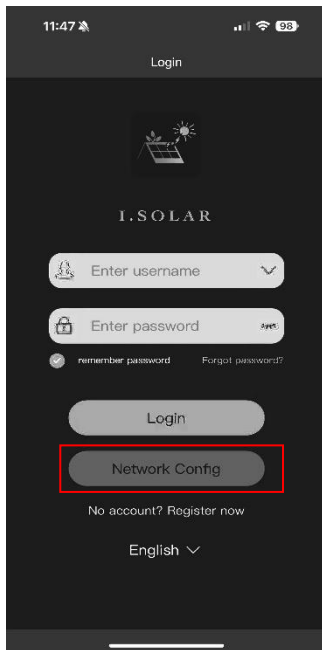 11:47
98
Login
I.SOLAR
Enter username
Enter password
remember password Forgot password?
Login
Network Config
No account? Register now
English